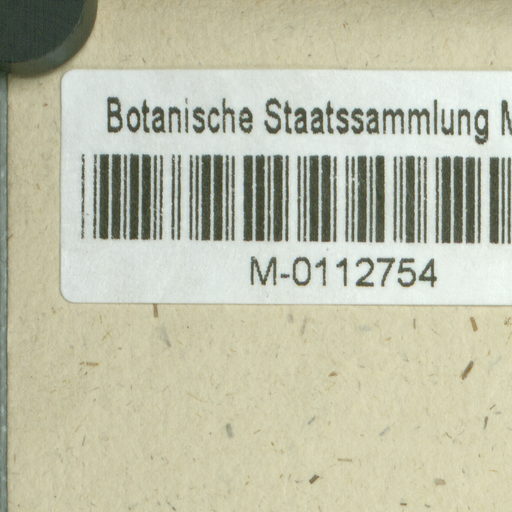 Botanische Staatssammlung
M-0112754